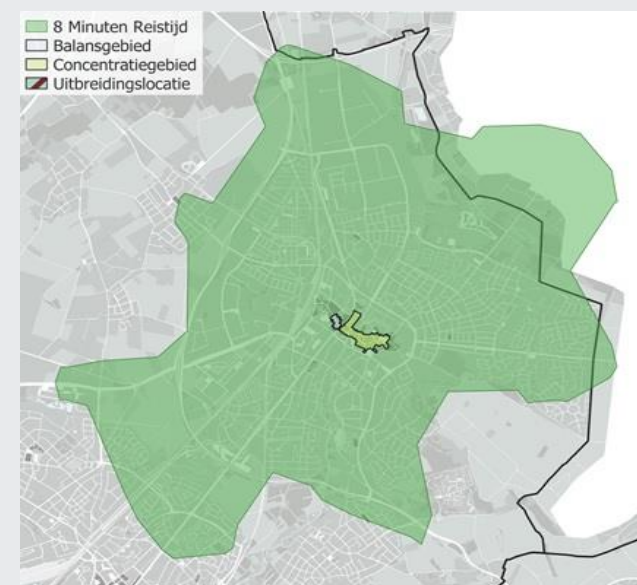 8 Minuten Reistijd
Balansgebied
Concentratiegebied
Uitbreidingslocatie